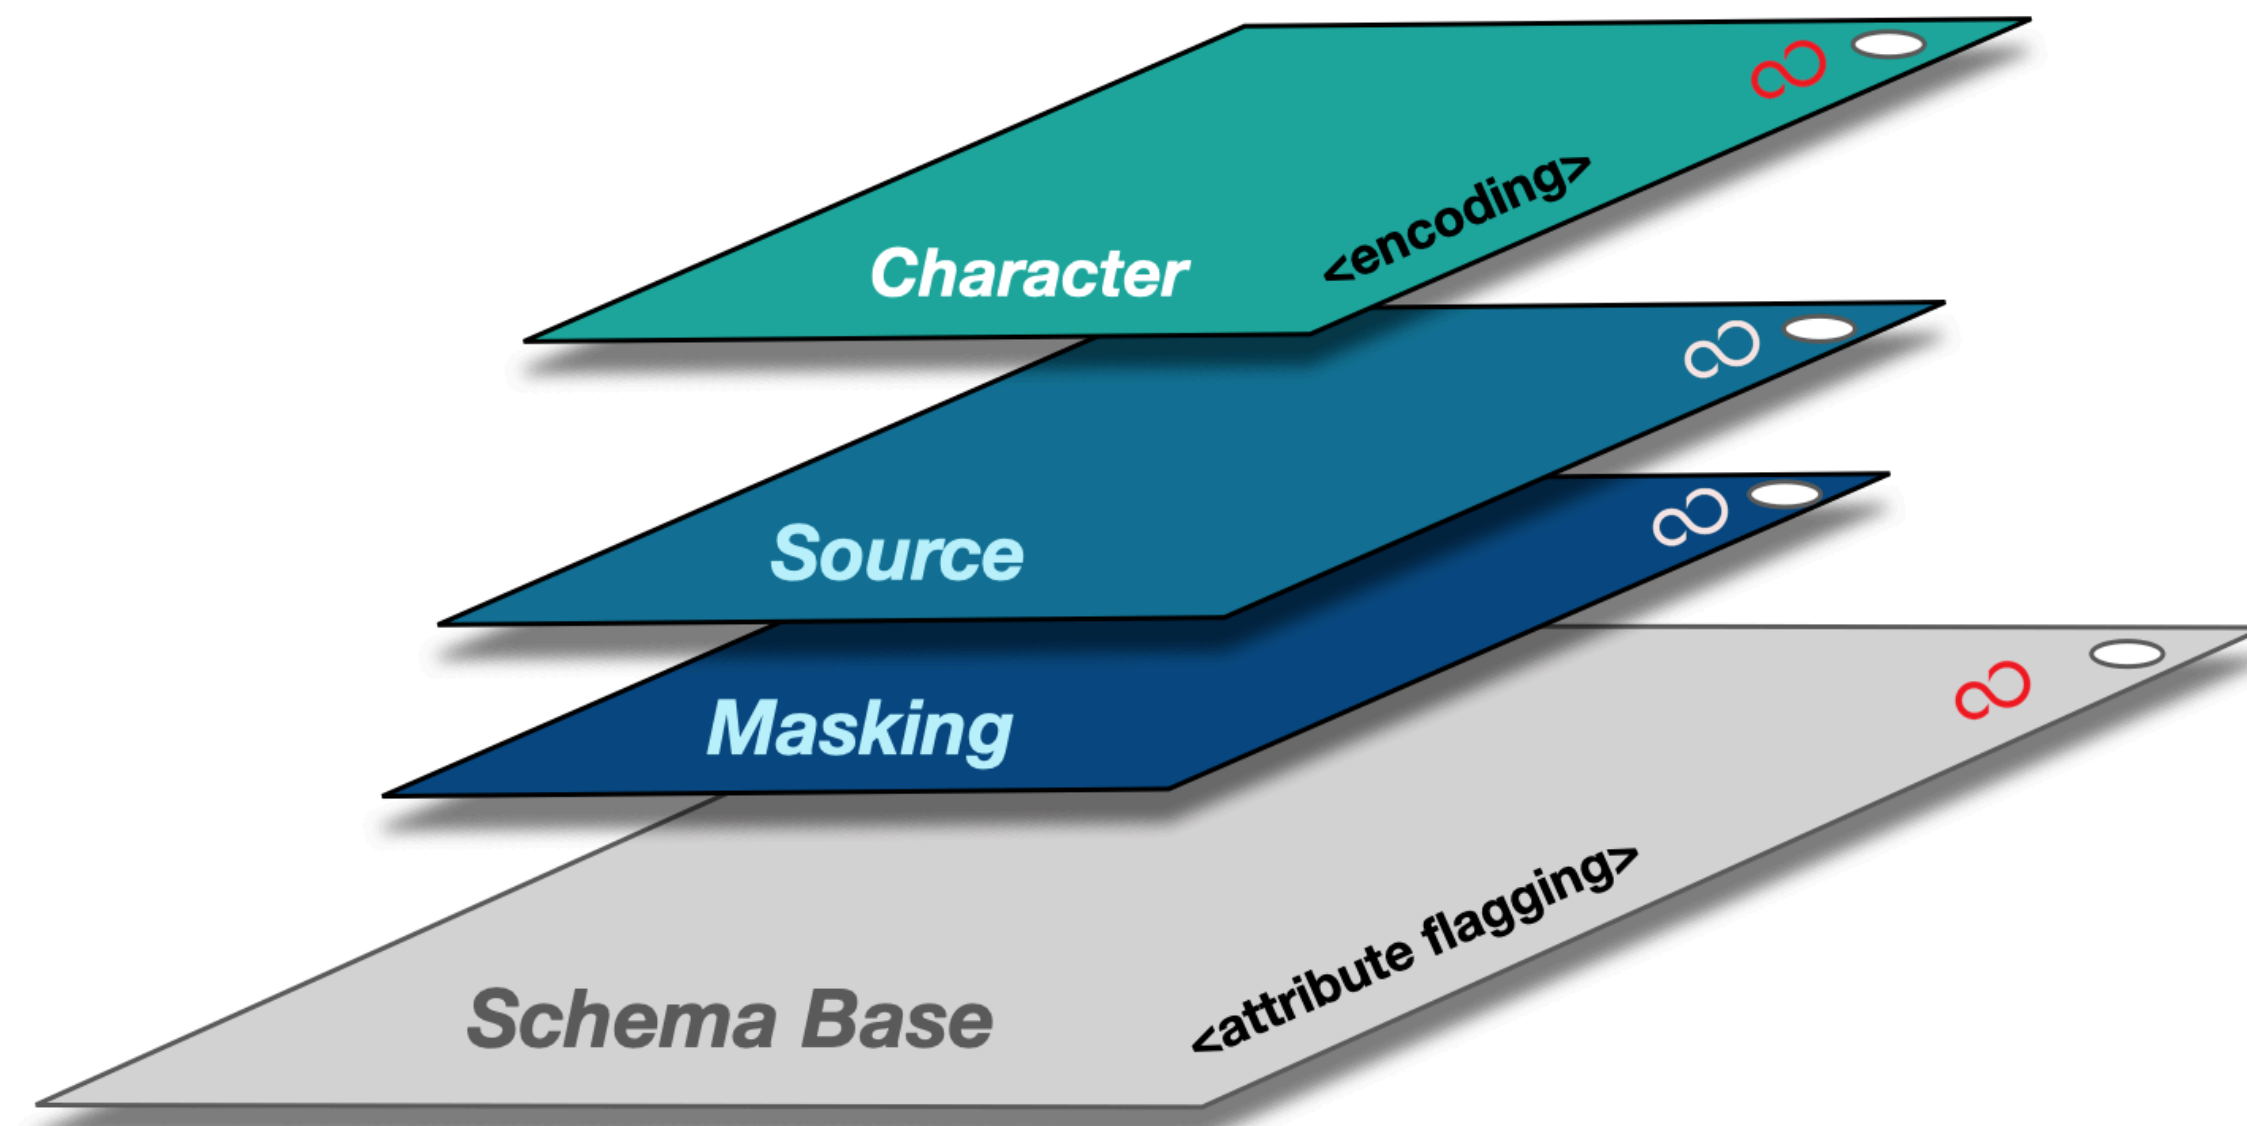 Character
<encoding>
Source
Masking
Schema Base
<attribute flagging>